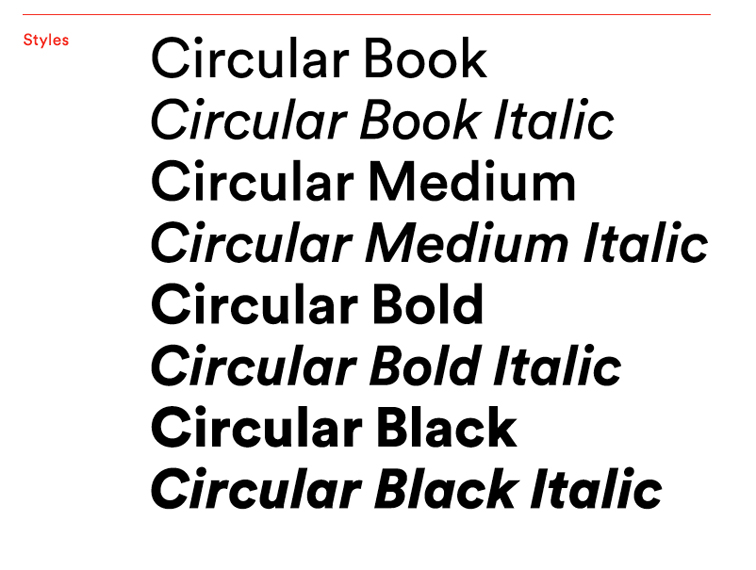 Styles
Circular Book
Circular Book Italic
Circular Medium
Circular Medium Italic
Circular Bold
Circular Bold Italic
Circular Black
Circular Black Italic